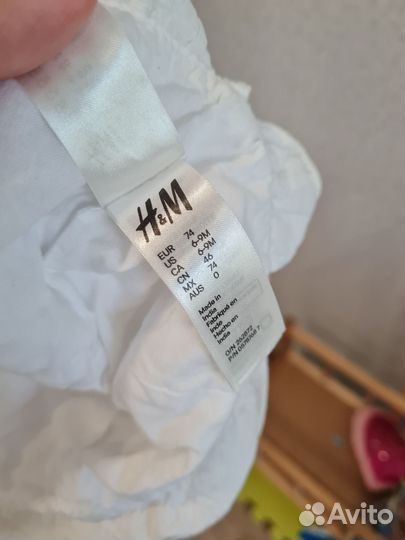 H&M
EUR 74
US 6-9M
CA 6-9M
CN 46
MX 74
AUS 0
Made in
India
Fabriqué en
Inde
Hecho en
India
Avito